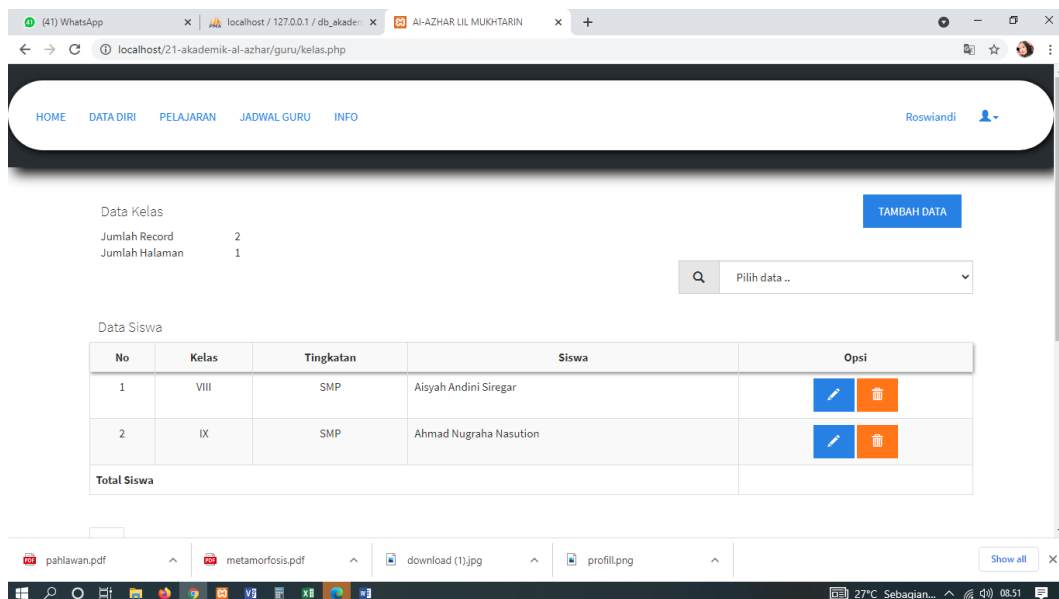 (41) WhatsApp
localhost / 127.0.0.1 / db_akadem
Al-AZHAR LIL MUKHTARIN
localhost/21-akademik-al-azhar/guru/kelas.php
HOME DATA DIRI PELAJARAN JADWAL GURU INFO Roswiandi
Data Kelas
TAMBAH DATA
Jumlah Record 2
Jumlah Halaman 1
Pilih data ..
Data Siswa
No Kelas Tingkatan Siswa Opsi
1 VIII SMP Aisyah Andini Siregar
2 IX SMP Ahmad Nugraha Nasution
Total Siswa
pahlawan.pdf metamorfosis.pdf download (1).jpg profill.png Show all
27°C Sebagian... 08.51